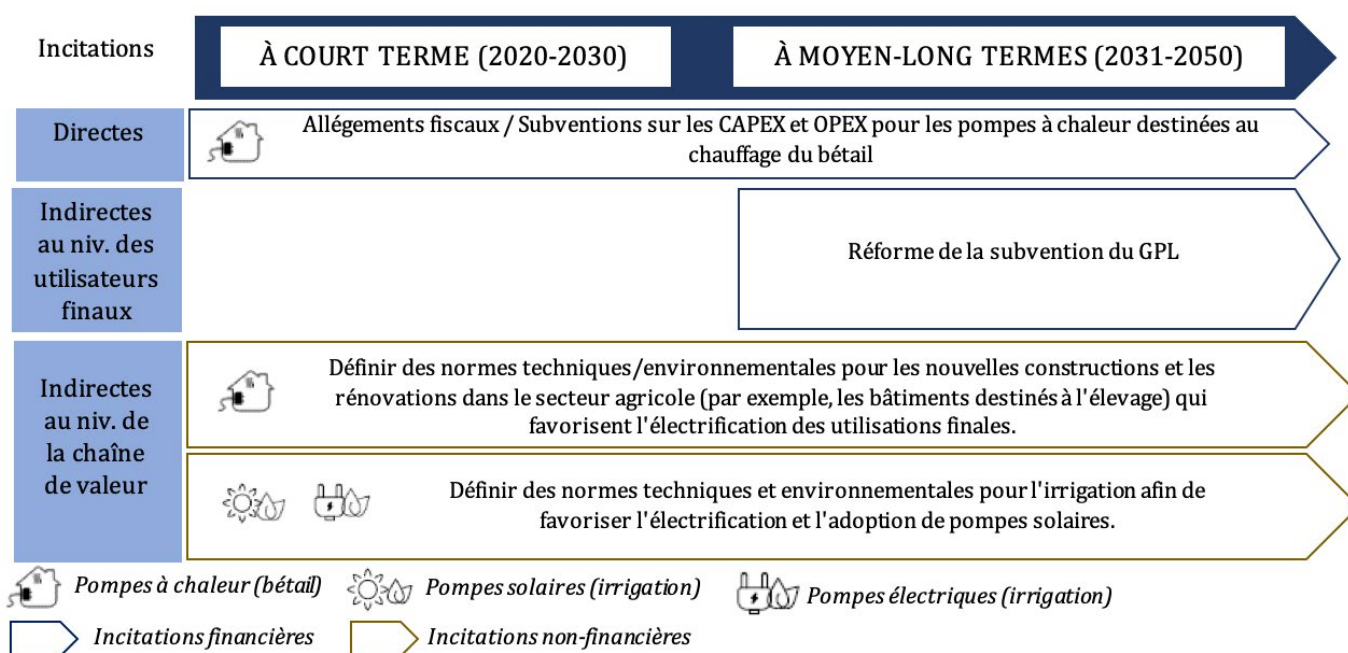 Incitations
À COURT TERME (2020-2030)
À MOYEN-LONG TERMES (2031-2050)
Directes
Allégements fiscaux / Subventions sur les CAPEX et OPEX pour les pompes à chaleur destinées au
chauffage du bétail
Indirectes
au niv. des
utilisateurs
finaux
Réforme de la subvention du GPL
Indirectes
au niv. de
la chaîne
de valeur
Définir des normes techniques/environnementales pour les nouvelles constructions et les
rénovations dans le secteur agricole (par exemple, les bâtiments destinés à l'élevage) qui
favorisent l'électrification des utilisations finales.
Définir des normes techniques et environnementales pour l'irrigation afin de
favoriser l'électrification et l'adoption de pompes solaires.
Pompes à chaleur (bétail)
Pompes solaires (irrigation)
Pompes électriques (irrigation)
Incitations financières
Incitations non-financières